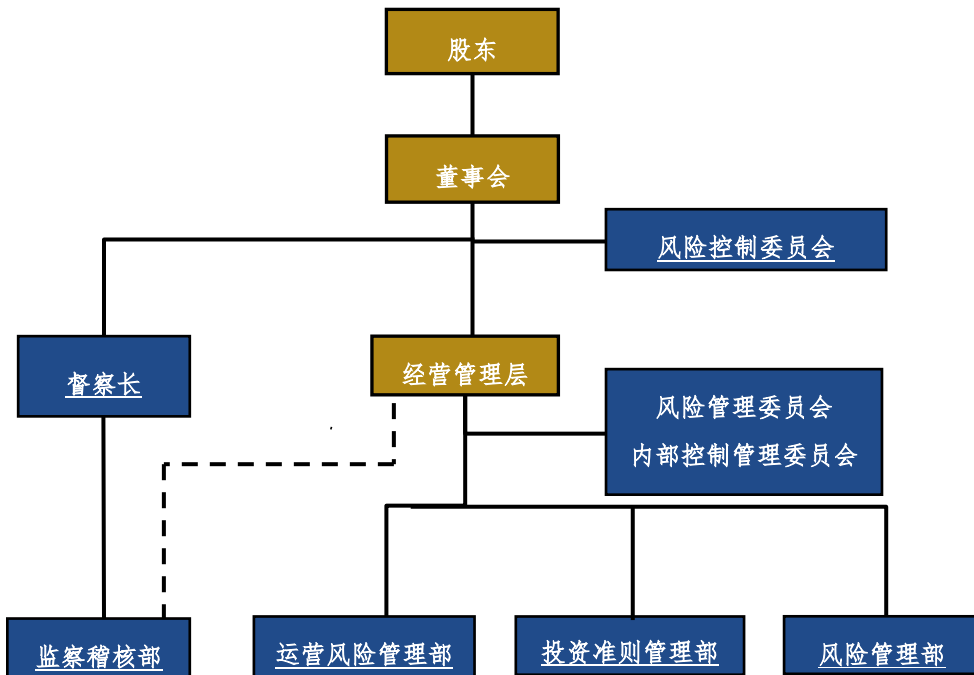 股东
董事会
风险控制委员会
督察长
经营管理层
风险管理委员会
内部控制管理委员会
监察稽核部
运营风险管理部
投资准则管理部
风险管理部